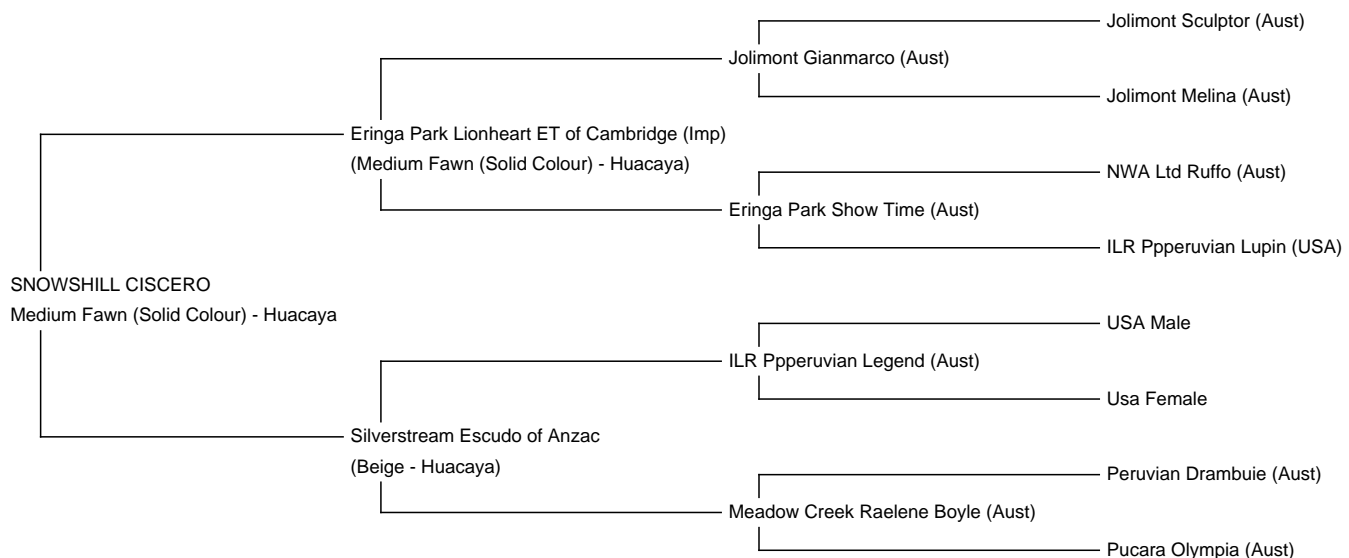 Jolimont Sculptor (Aust)
Jolimont Gianmarco (Aust)
Jolimont Melina (Aust)
Eringa Park Lionheart ET of Cambridge (Imp)
(Medium Fawn (Solid Colour) - Huacaya)
NWA Ltd Ruffo (Aust)
Eringa Park Show Time (Aust)
ILR Ppperuvian Lupin (USA)
SNOWSHILL CISCERO
Medium Fawn (Solid Colour) - Huacaya
USA Male
ILR Ppperuvian Legend (Aust)
Usa Female
Silverstream Escudo of Anzac
(Beige - Huacaya)
Peruvian Drambuie (Aust)
Meadow Creek Raelene Boyle (Aust)
Pucara Olympia (Aust)